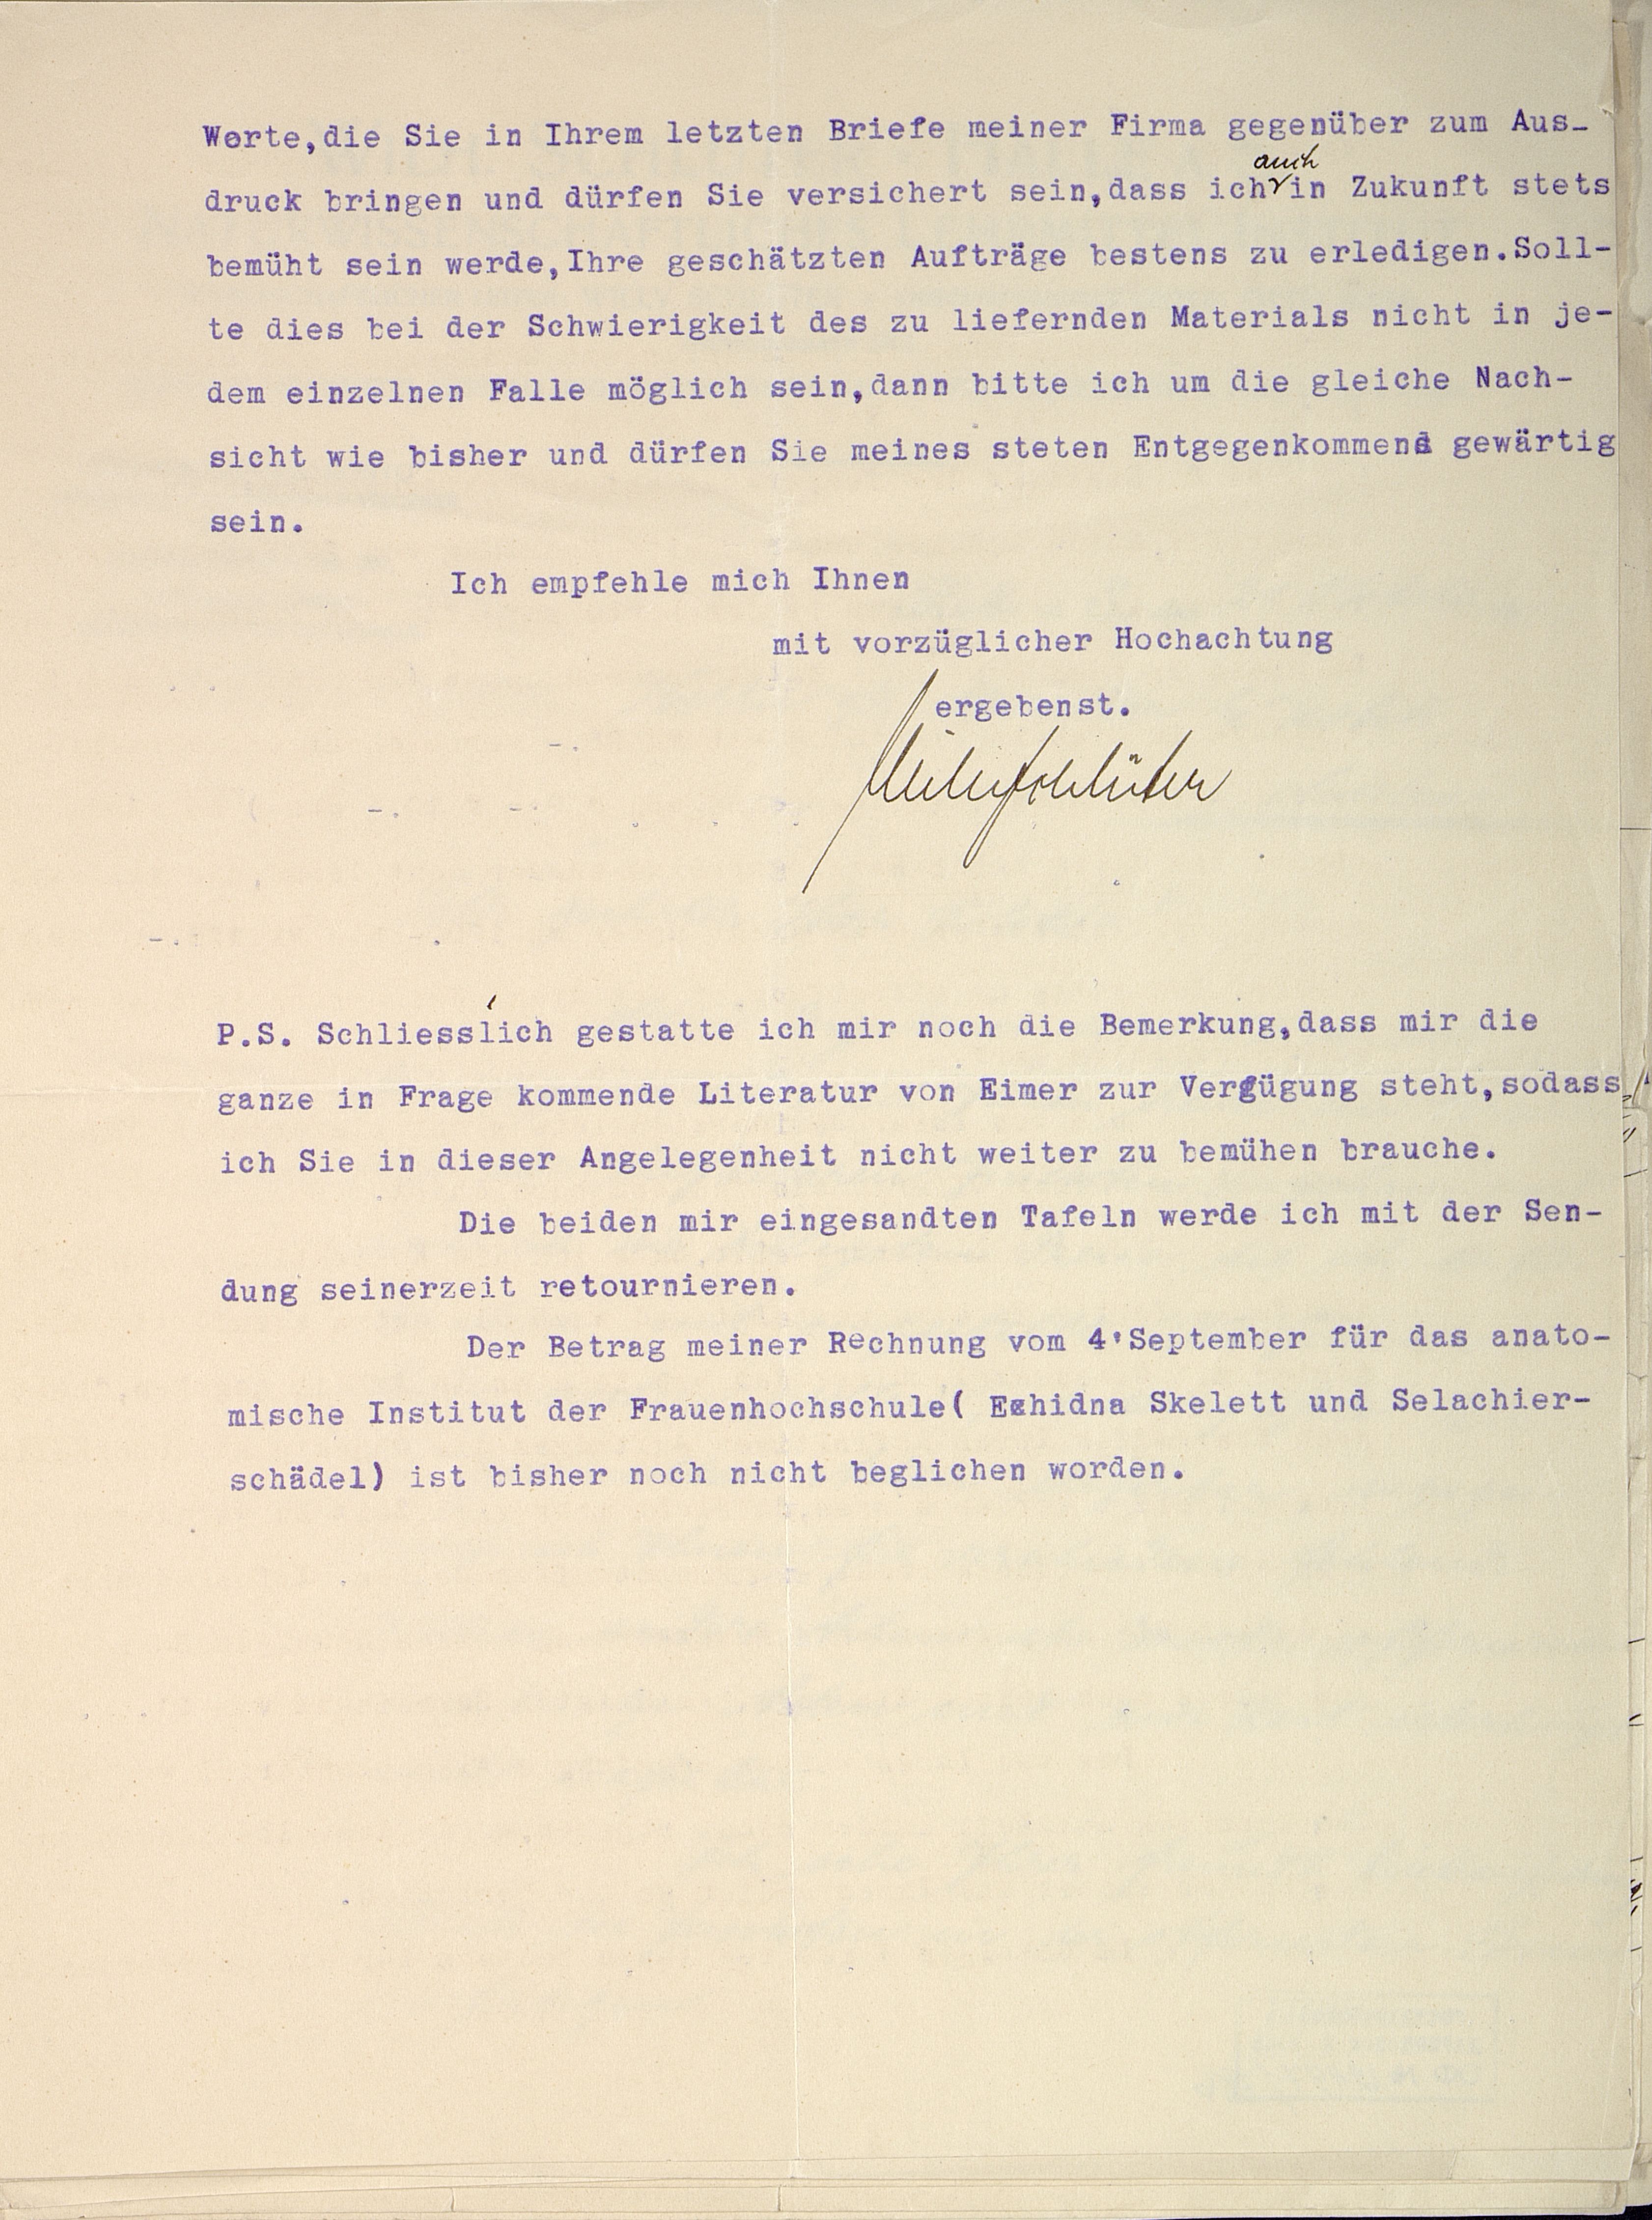 Worte,die Sie in Ihrem letzten Briefe meiner Firma gegenüber zum Aus-
auch
druck bringen und dürfen Sie versichert sein,dass ich in Zukunft stets
bemüht sein werde,Ihre geschätzten Aufträge bestens zu erledigen.Soll-
te dies bei der Schwierigkeit des zu liefernden Materials nicht in je-
dem einzelnen Falle möglich sein,dann bitte ich um die gleiche Nach-
sicht wie bisher und dürfen Sie meines steten Entgegenkommens gewärtig
sein.
Ich empfehle mich Ihnen
mit vorzüglicher Hochachtung
ergebenst.
Schlüter
P.S. Schliesslich gestatte ich mir noch die Bemerkung,dass mir die
ganze in Frage kommende Literatur von Eimer zur Verfügung steht,sodass
ich Sie in dieser Angelegenheit nicht weiter zu bemühen brauche.
Die beiden mir eingesandten Tafeln werde ich mit der Sen-
dung seinerzeit retournieren.
Der Betrag meiner Rechnung vom 4.September für das anato-
mische Institut der Frauenhochschule( Echidna Skelett und Selachier-
schädel) ist bisher noch nicht beglichen worden.